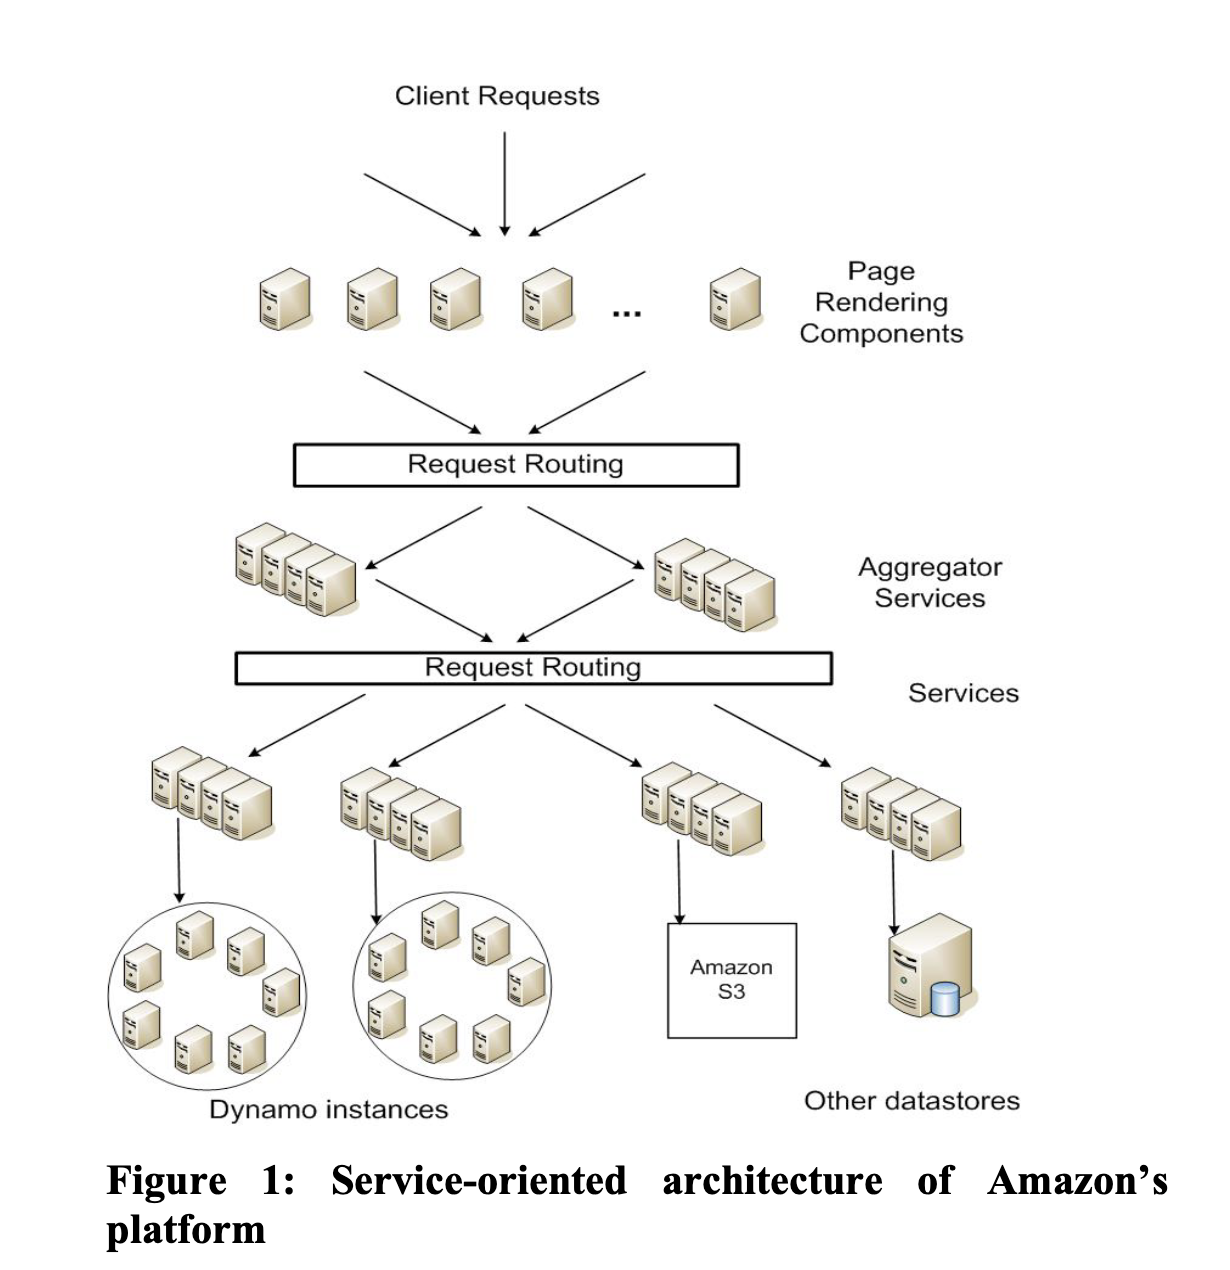 Client Requests
Page
Rendering
Components
...
Request Routing
Aggregator
Services
Request Routing
Services
Amazon
S3
Dynamo instances
Other datastores
Figure 1: Service-oriented architecture of Amazon’s
platform